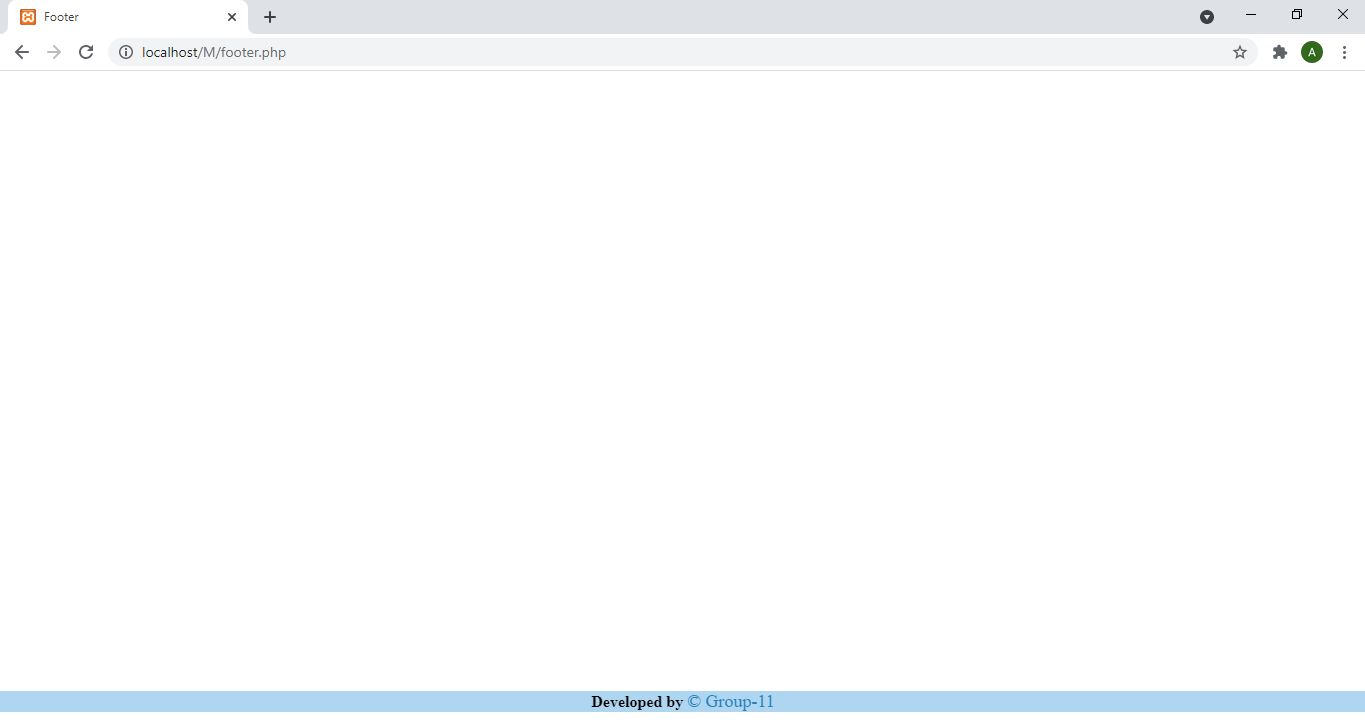 Footer
localhost/M/footer.php
A
Developed by © Group-11